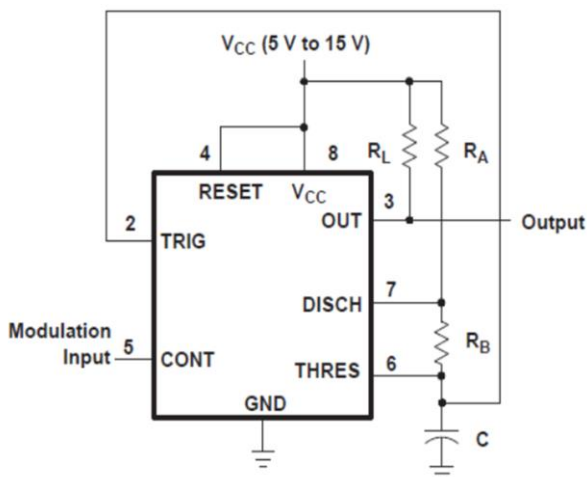 VCC (5 V to 15 V)
4
8
RL
RA
RESET
VCC
3
2
OUT
Output
TRIG
7
DISCH
Modulation
Input
5
CONT
RB
6
THRES
GND
C